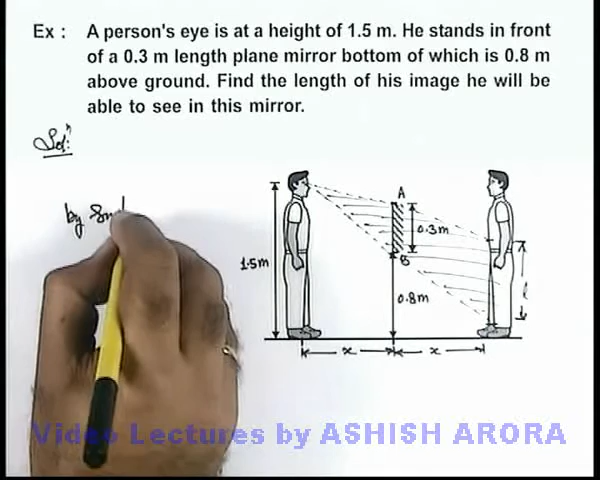 Ex : A person's eye is at a height of 1.5 m. He stands in front
of a 0.3 m length plane mirror bottom of which is 0.8 m
above ground. Find the length of his image he will be
able to see in this mirror.
Solⁿ:
by
A
0.3m
B
1.5m
0.8m
l
x
x
Video Lectures by ASHISH ARORA